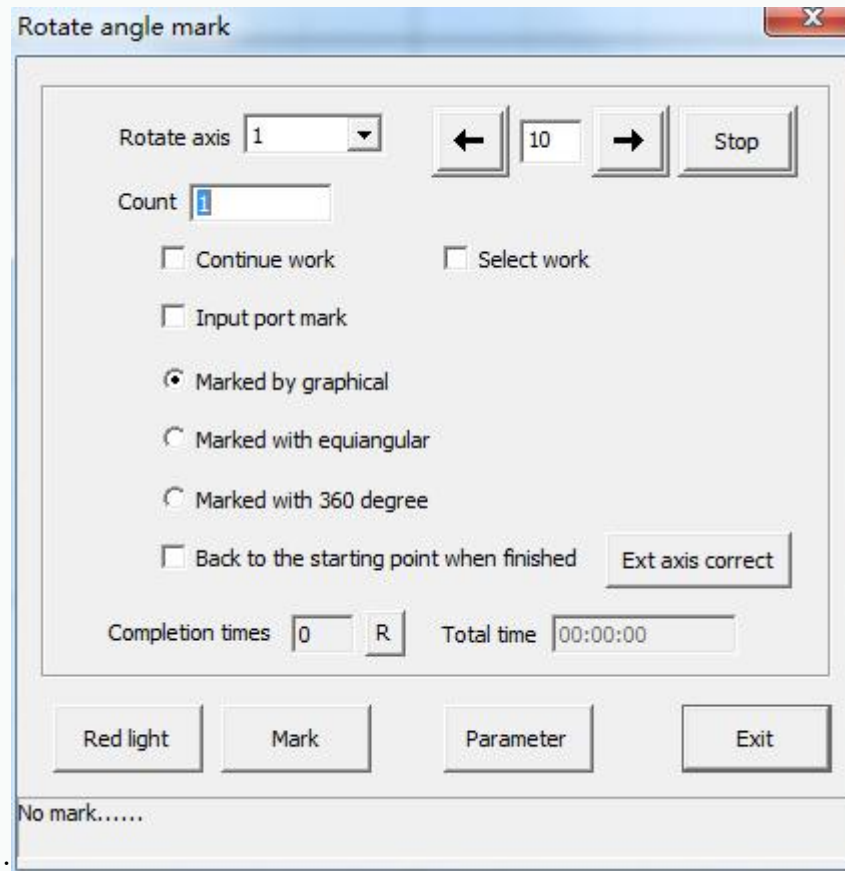 Rotate angle mark
Rotate axis 1 10 Stop
Count 1
Continue work Select work
Input port mark
Marked by graphical
Marked with equiangular
Marked with 360 degree
Back to the starting point when finished Ext axis correct
Completion times 0 R Total time 00:00:00
Red light Mark Parameter Exit
No mark......
.